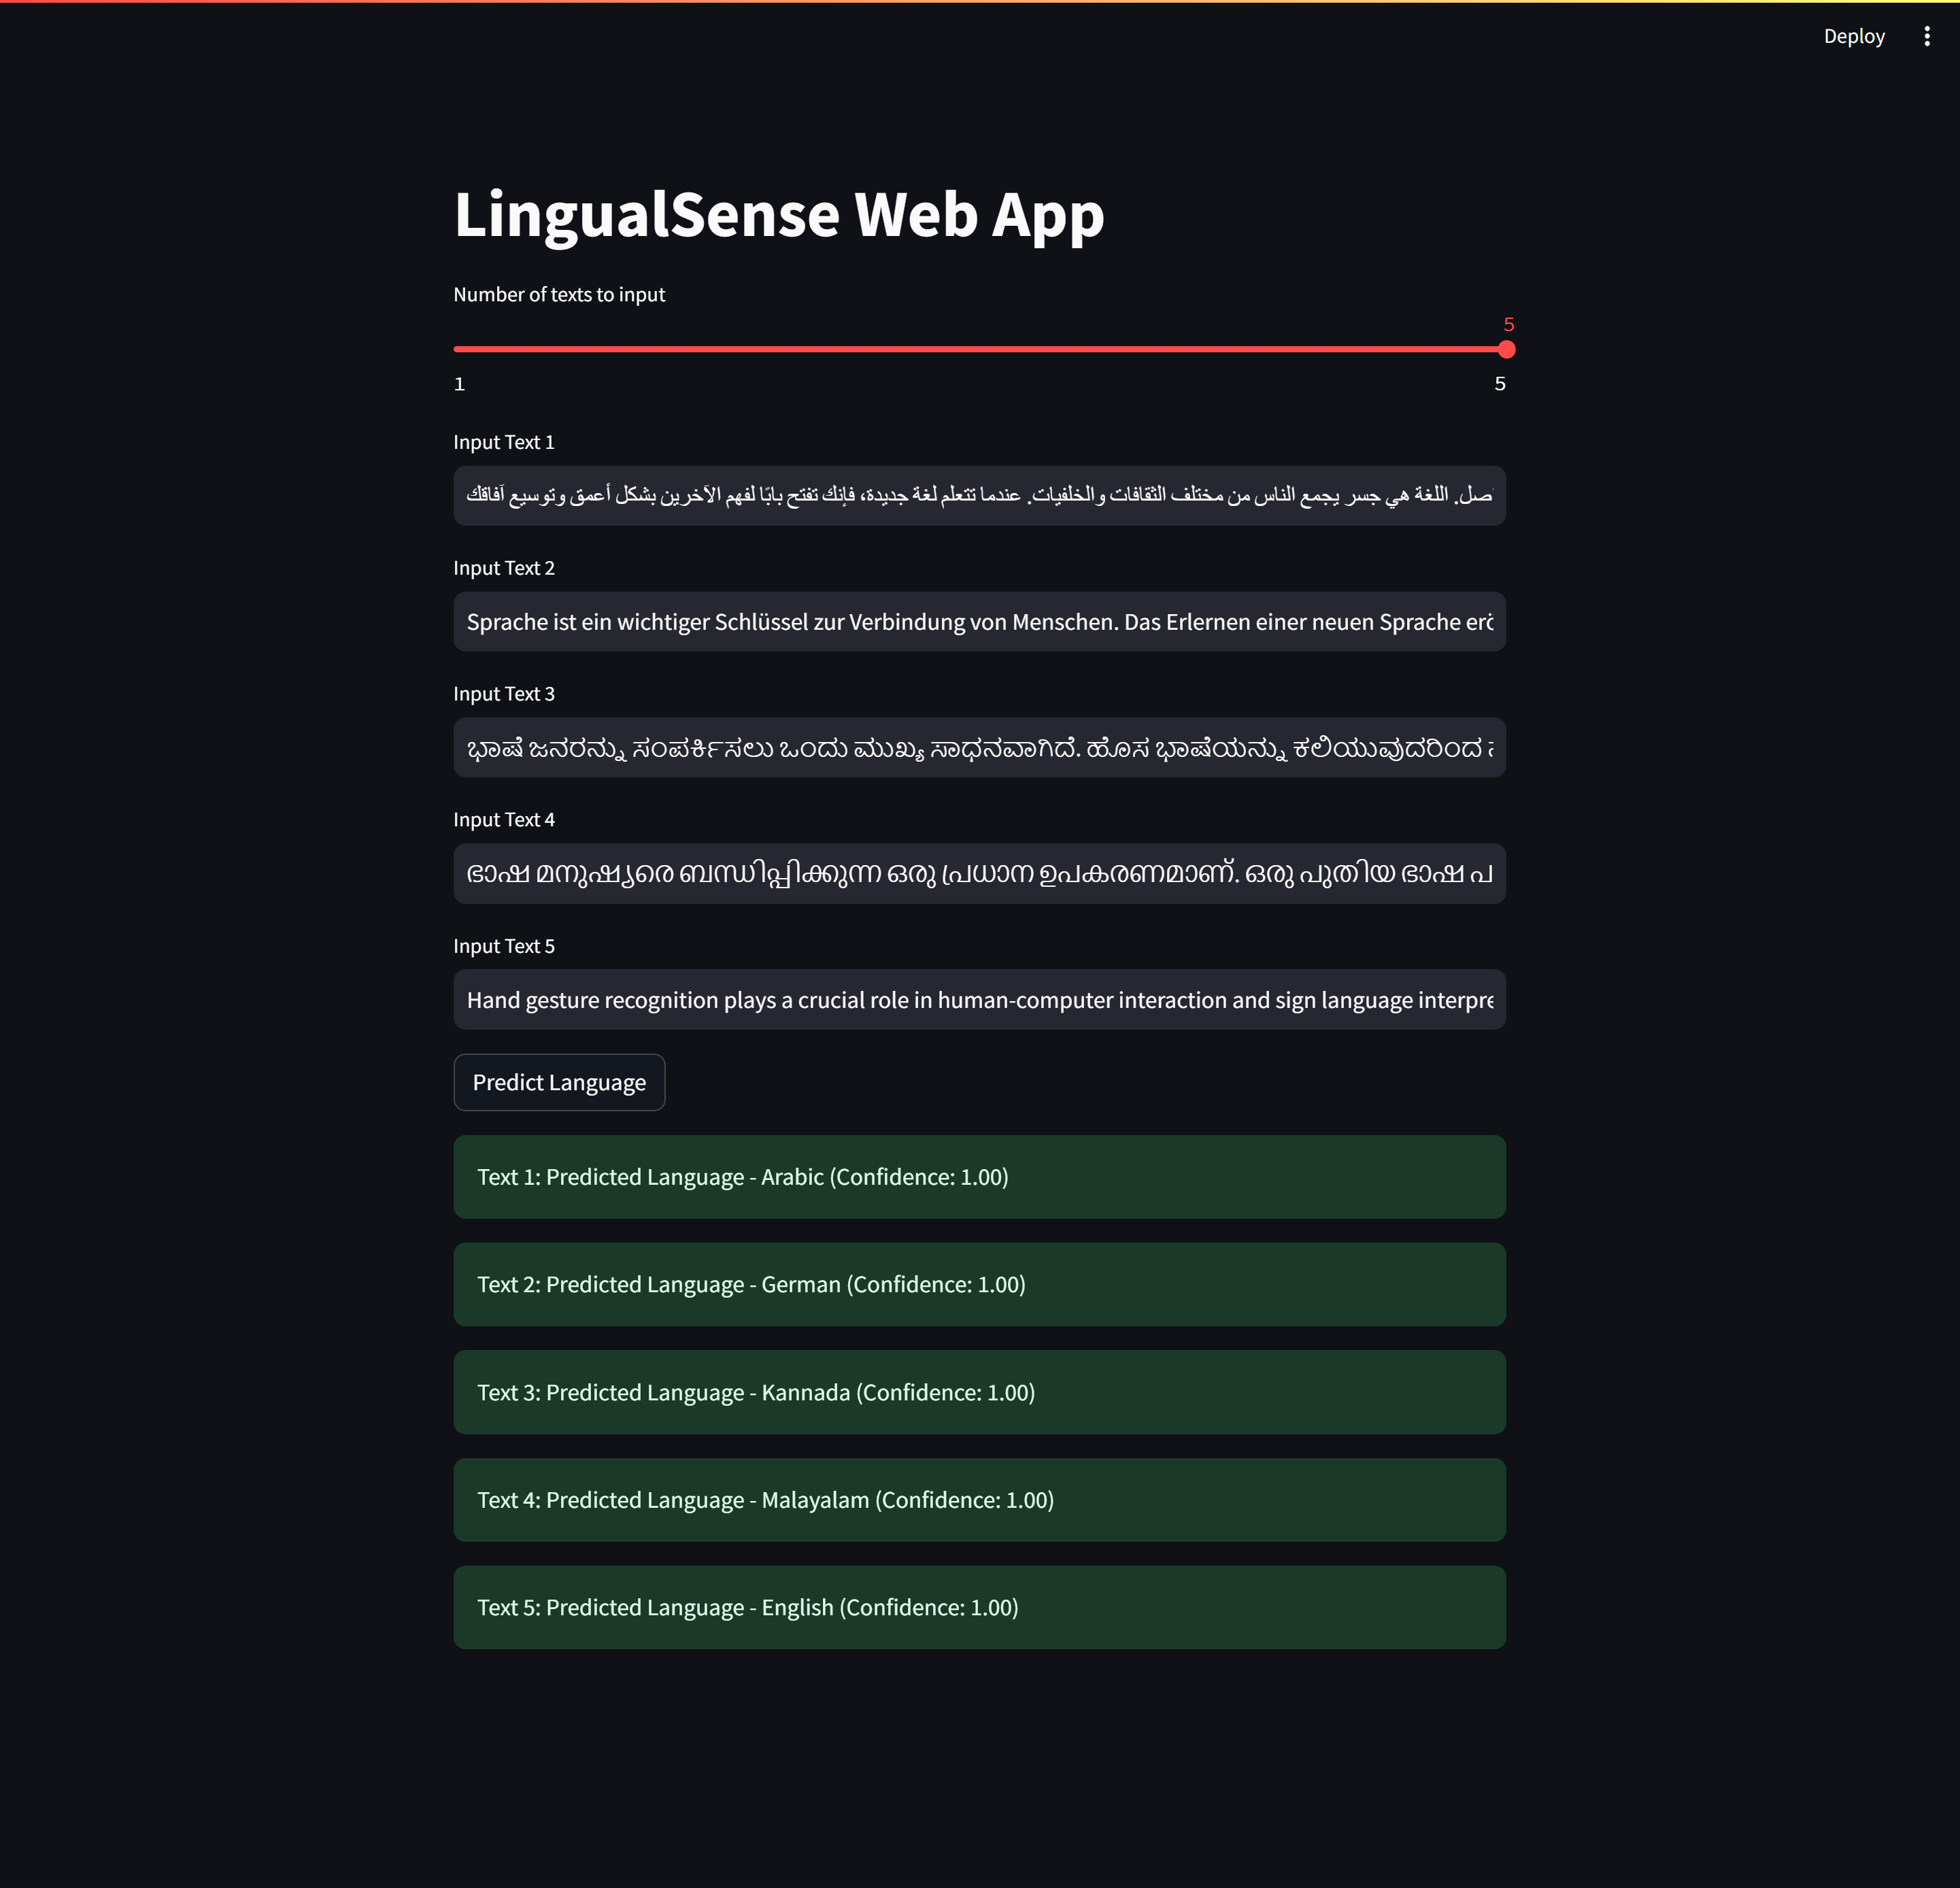 Deploy
LingualSense Web App
Number of texts to input
5
1
5
Input Text 1
اللغة هي جسر يجمع الناس من مختلف الثقافات والخلفيات. عندما تتعلم لغة جديدة، فإنك تفتح بابًا لفهم الآخرين بشكل أعمق وتوسيع آفاقك
Input Text 2
Sprache ist ein wichtiger Schlüssel zur Verbindung von Menschen. Das Erlernen einer neuen Sprache
Input Text 3
ಭಾಷೆ ಜನರನ್ನು ಸಂಪರ್ಕಿಸಲು ಒಂದು ಮುಖ್ಯ ಸಾಧನವಾಗಿದೆ. ಹೊಸ ಭಾಷೆಯನ್ನು ಕಲಿಯುವುದರಿಂದ
Input Text 4
ഭാഷ മനുഷ്യരെ ബന്ധിപ്പിക്കുന്ന ഒരു പ്രധാന ഉപകരണമാണ്. ഒരു പുതിയ ഭാഷ പ
Input Text 5
Hand gesture recognition plays a crucial role in human-computer interaction and sign language interpre
Predict Language
Text 1: Predicted Language - Arabic (Confidence: 1.00)
Text 2: Predicted Language - German (Confidence: 1.00)
Text 3: Predicted Language - Kannada (Confidence: 1.00)
Text 4: Predicted Language - Malayalam (Confidence: 1.00)
Text 5: Predicted Language - English (Confidence: 1.00)